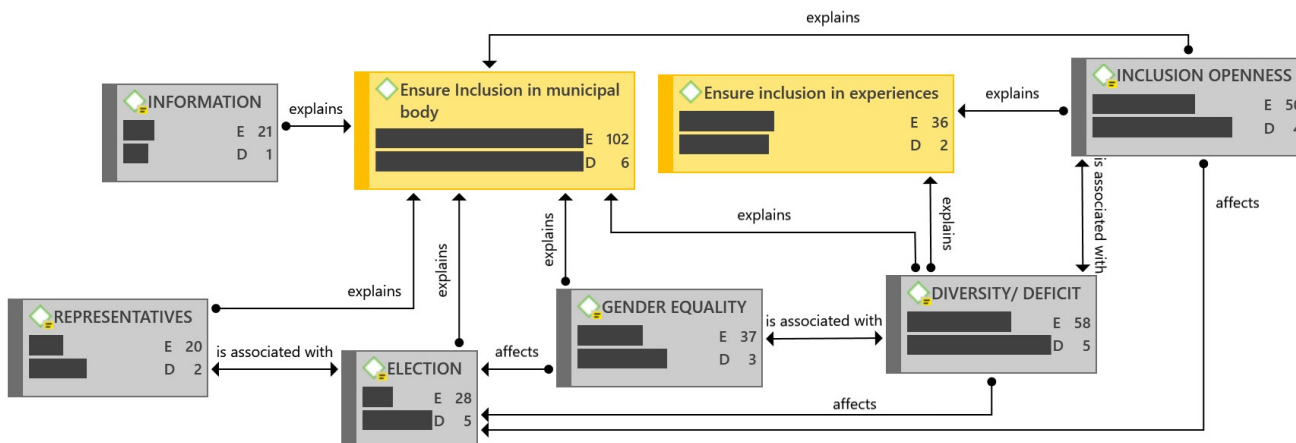 explains
INFORMATION
E 21
D 1
explains
Ensure Inclusion in municipal
body
E 102
D 6
Ensure inclusion in experiences
E 36
D 2
explains
INCLUSION OPENNESS
E
D
explains
explains
explains
explains
explains
is associated with
affects
REPRESENTATIVES
E 20
D 2
explains
is associated with
ELECTION
E 28
D 5
affects
GENDER EQUALITY
E 37
D 3
is associated with
DIVERSITY/ DEFICIT
E 58
D 5
affects